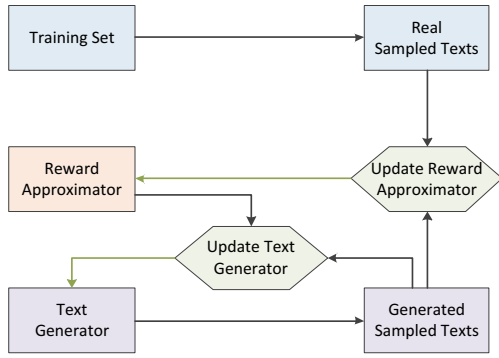 Training Set
Real
Sampled Texts
Reward
Approximator
Update Reward
Approximator
Update Text
Generator
Text
Generator
Generated
Sampled Texts